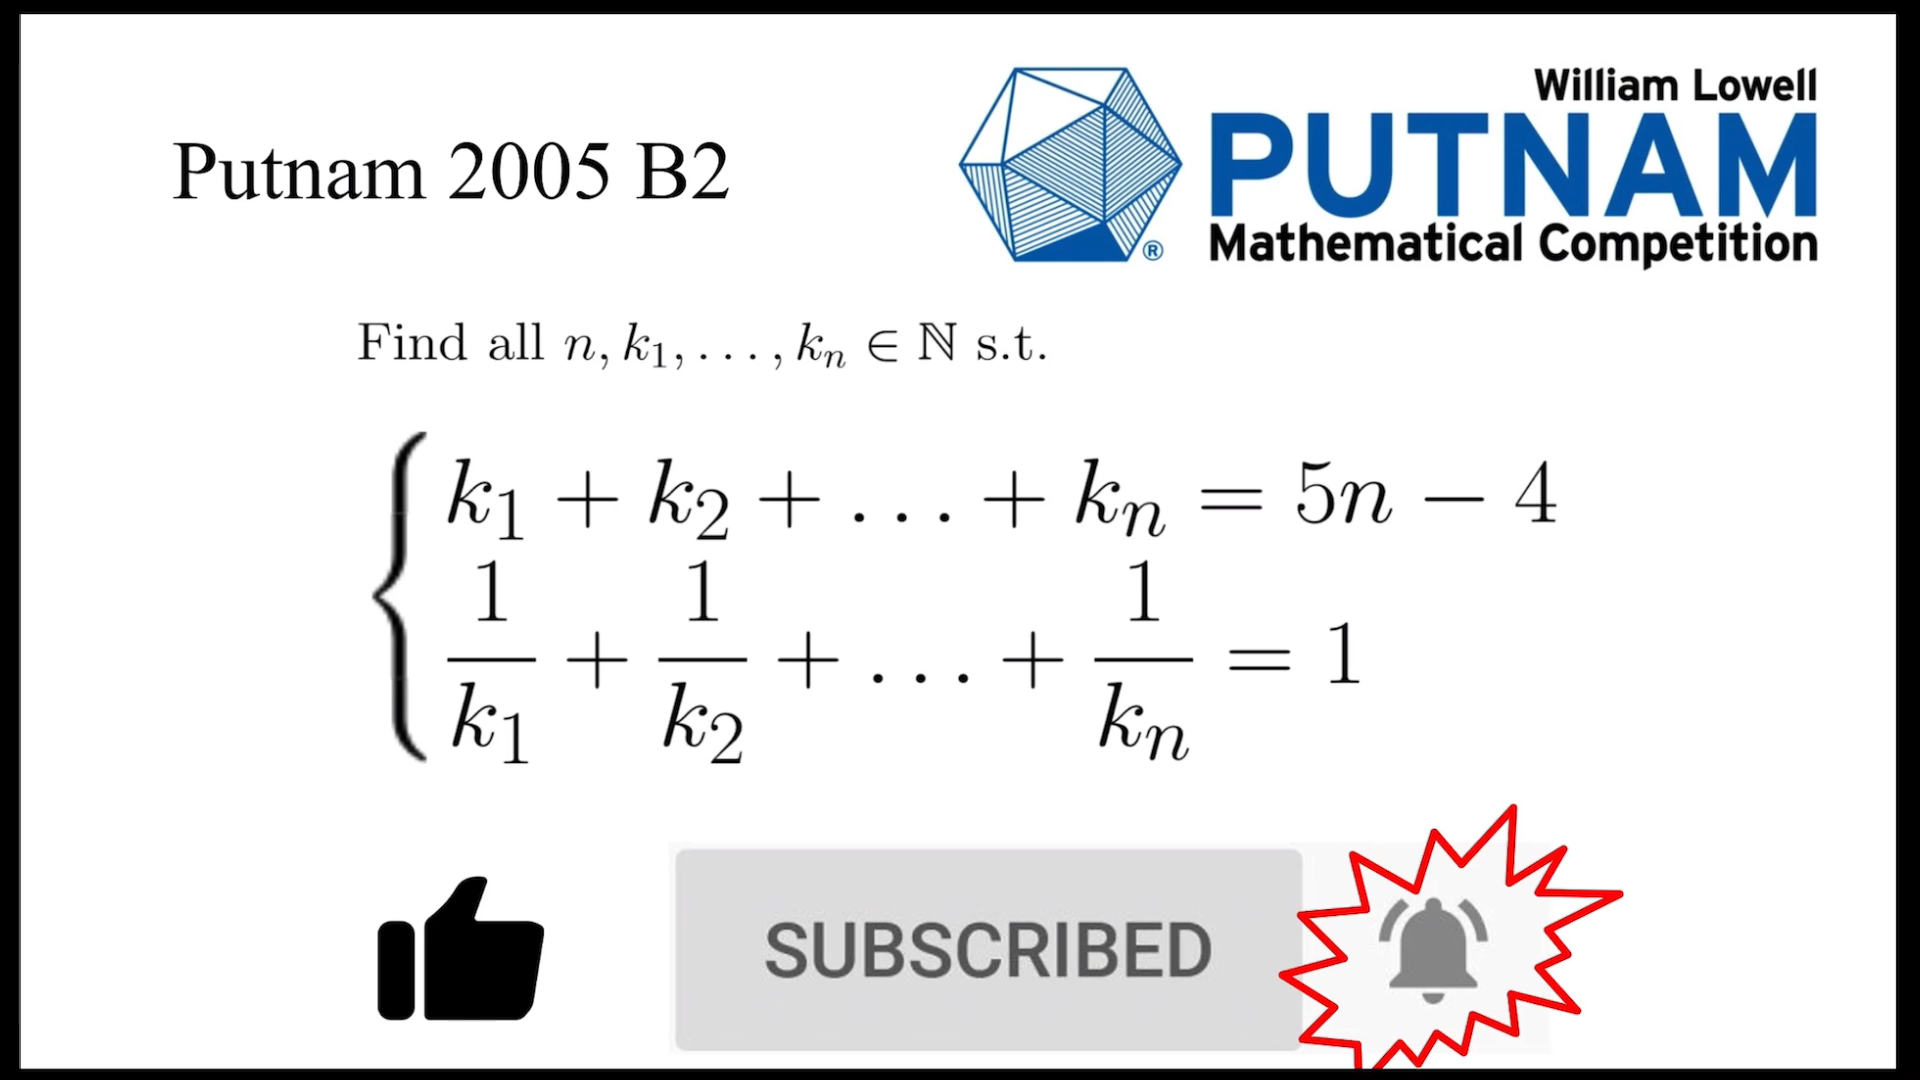 William Lowell
PUTNAM
Mathematical Competition
®
Putnam 2005 B2
Find all n, k₁, . . . , kₙ ∈ ℕ s.t.
k₁ + k₂ + . . . + kₙ = 5n − 4
1/k₁ + 1/k₂ + . . . + 1/kₙ = 1
SUBSCRIBED